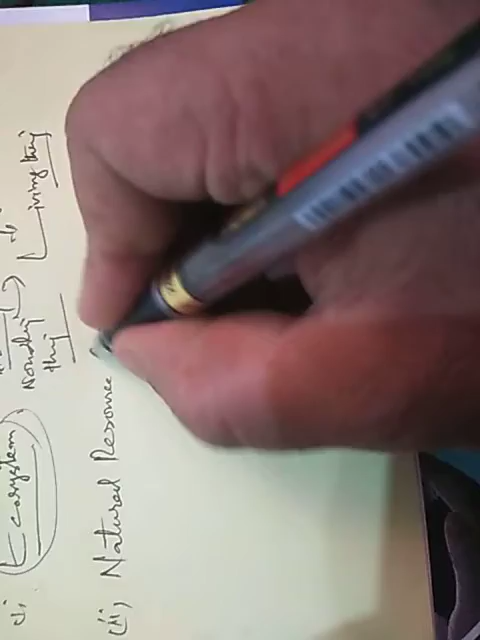 i, Ecosystem
Nonliving Living thing
thing
(ii), Natural Resource